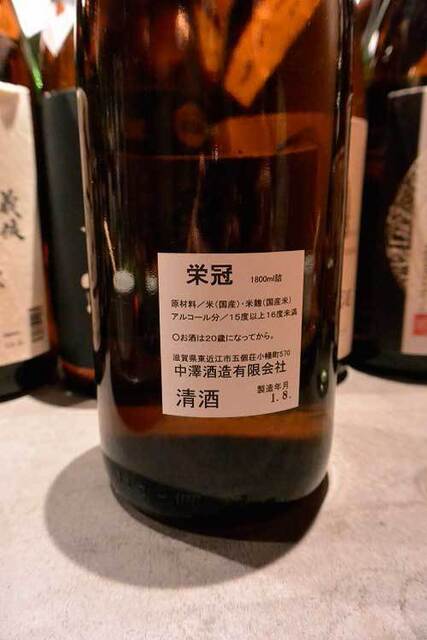 栄冠 1800ml詰
原材料／米(国産)・米麹(国産米)
アルコール分／15度以上16度未満
○お酒は20歳になってから。
滋賀県東近江市五個荘小幡町570
中澤酒造有限会社
清酒 製造年月
1.8.
義侠